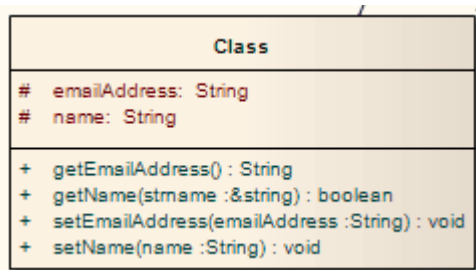 Class
# emailAddress: String
# name: String
+ getEmailAddress() : String
+ getName(strname :&string) : boolean
+ setEmailAddress(emailAddress :String) : void
+ setName(name :String) : void